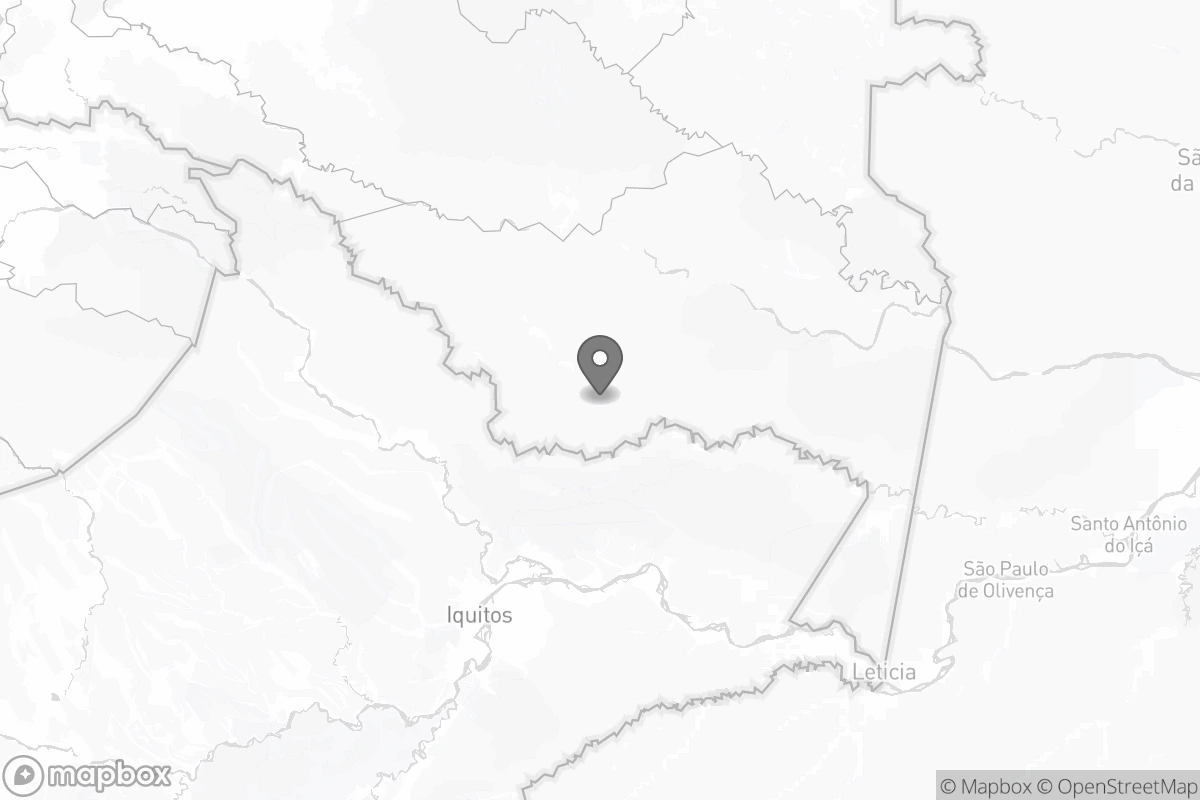 Sã
da
Santo Antônio
do Içá
São Paulo
de Olivença
Iquitos
Leticia
mapbox
© Mapbox © OpenStreetMap